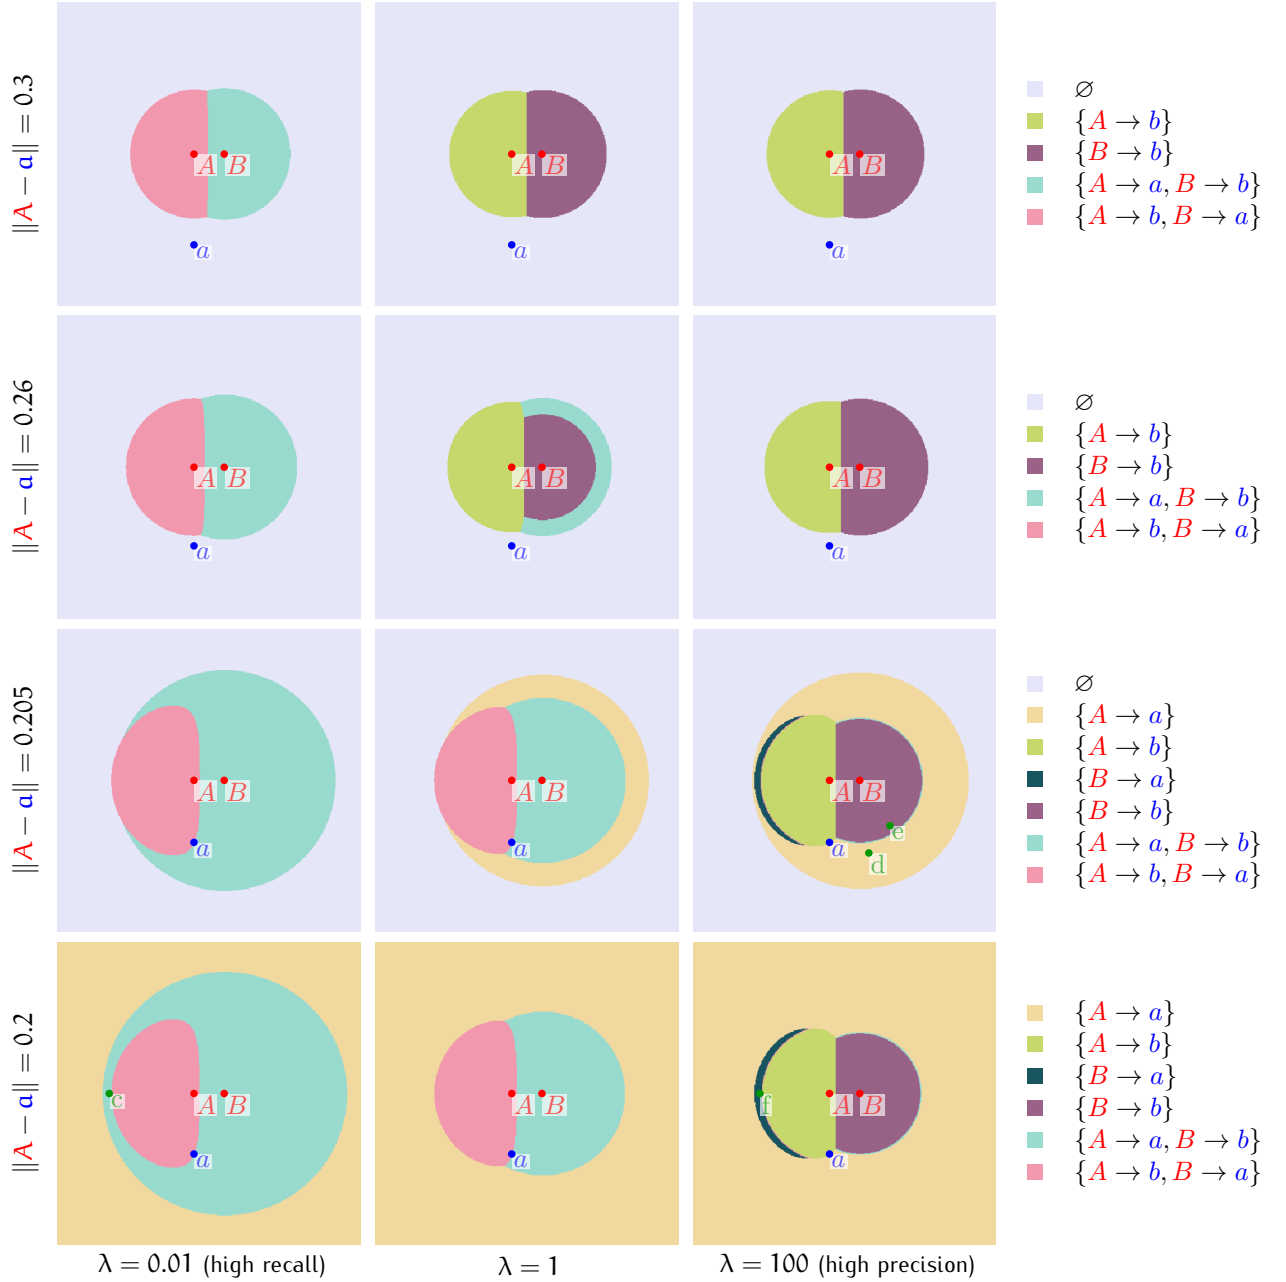 ‖A − a‖ = 0.3
A B
a
A B
a
A B
a
∅
{A → b}
{B → b}
{A → a, B → b}
{A → b, B → a}
‖A − a‖ = 0.26
A B
a
A B
a
A B
a
∅
{A → b}
{B → b}
{A → a, B → b}
{A → b, B → a}
‖A − a‖ = 0.205
A B
a
A B
a
A B
e
a
d
∅
{A → a}
{A → b}
{B → a}
{B → b}
{A → a, B → b}
{A → b, B → a}
‖A − a‖ = 0.2
c A B
a
A B
a
f A B
a
{A → a}
{A → b}
{B → a}
{B → b}
{A → a, B → b}
{A → b, B → a}
λ = 0.01 (high recall)
λ = 1
λ = 100 (high precision)